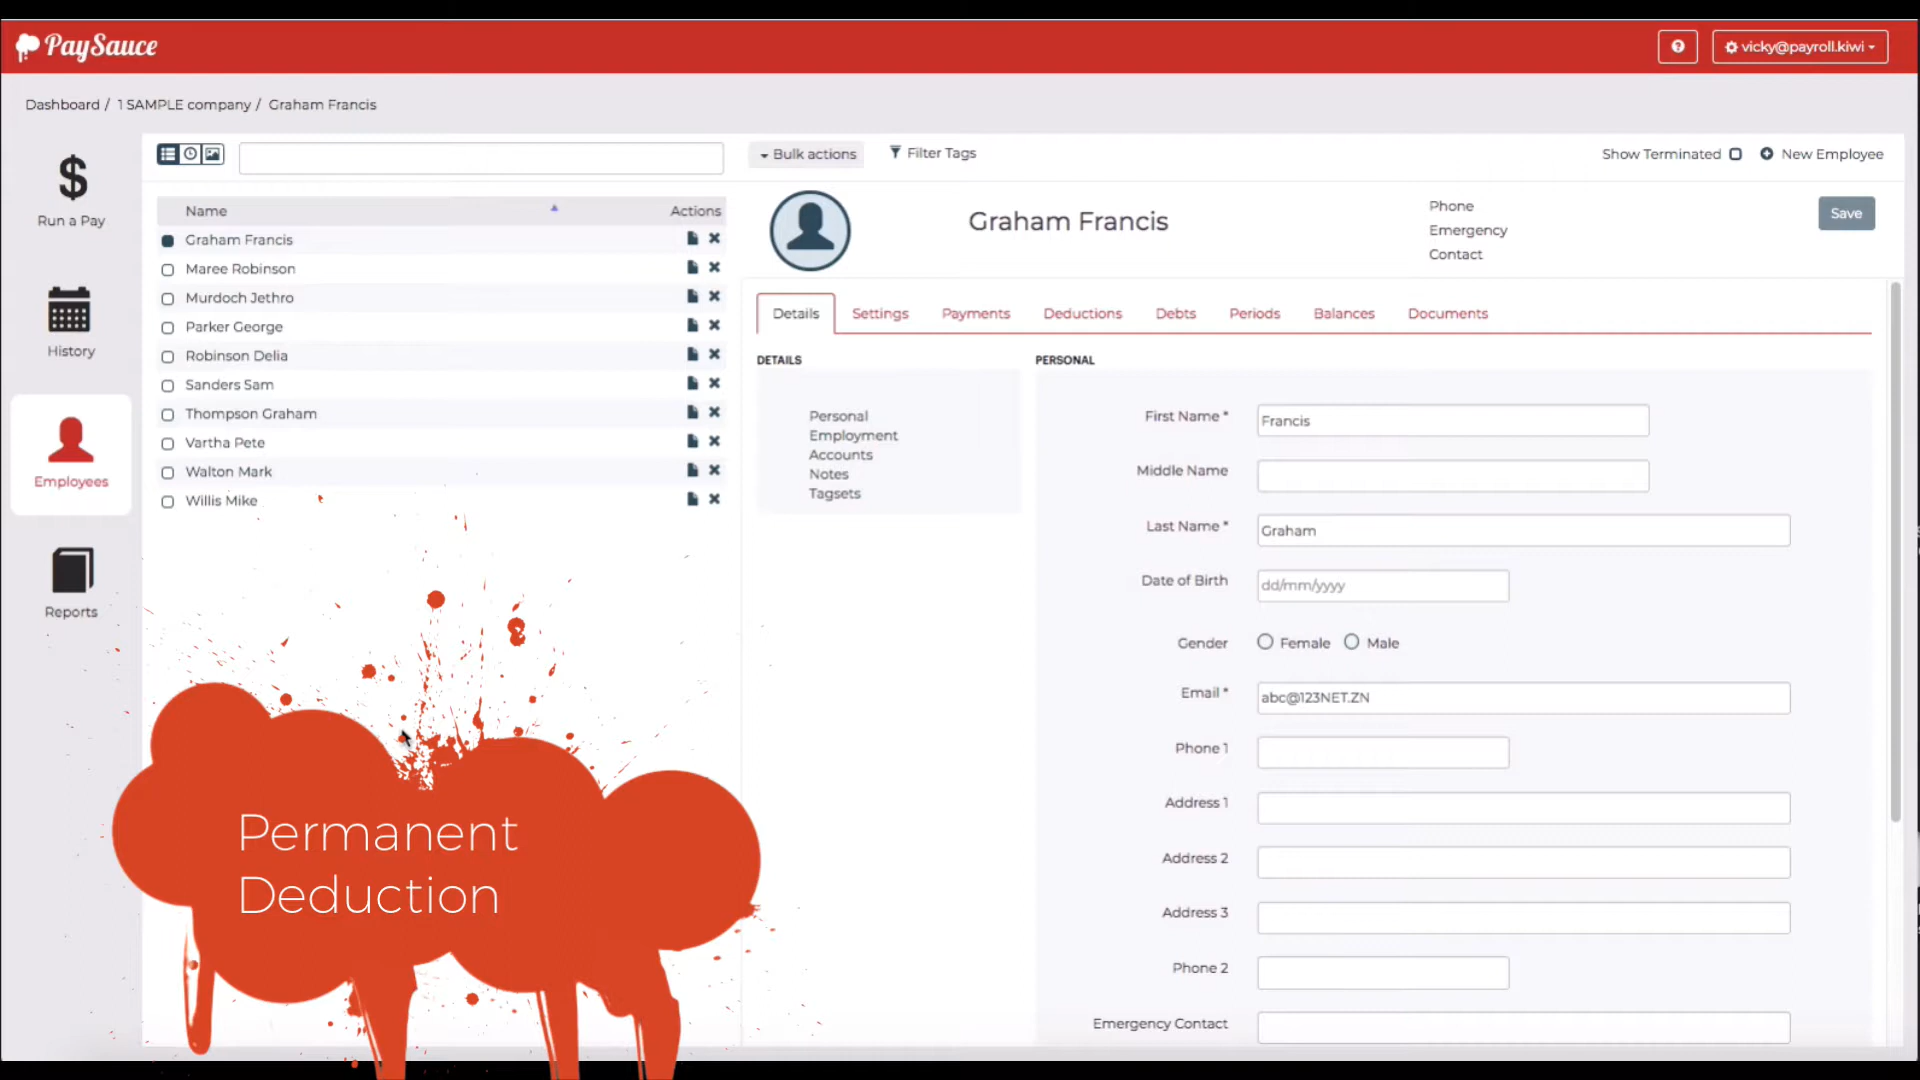 PaySauce
vicky@payroll.kiwi
Dashboard / 1 SAMPLE company / Graham Francis
Run a Pay
History
Employees
Reports
Bulk actions
Filter Tags
Show Terminated
New Employee
Name
Actions
Graham Francis
Maree Robinson
Murdoch Jethro
Parker George
Robinson Delia
Sanders Sam
Thompson Graham
Vartha Pete
Walton Mark
Willis Mike
Graham Francis
Phone
Emergency
Contact
Save
Details
Settings
Payments
Deductions
Debts
Periods
Balances
Documents
DETAILS
Personal
Employment
Accounts
Notes
Tagsets
PERSONAL
First Name * Francis
Middle Name
Last Name * Graham
Date of Birth dd/mm/yyyy
Gender Female Male
Email * abc@123NET.ZN
Phone 1
Address 1
Address 2
Address 3
Phone 2
Emergency Contact
Permanent
Deduction